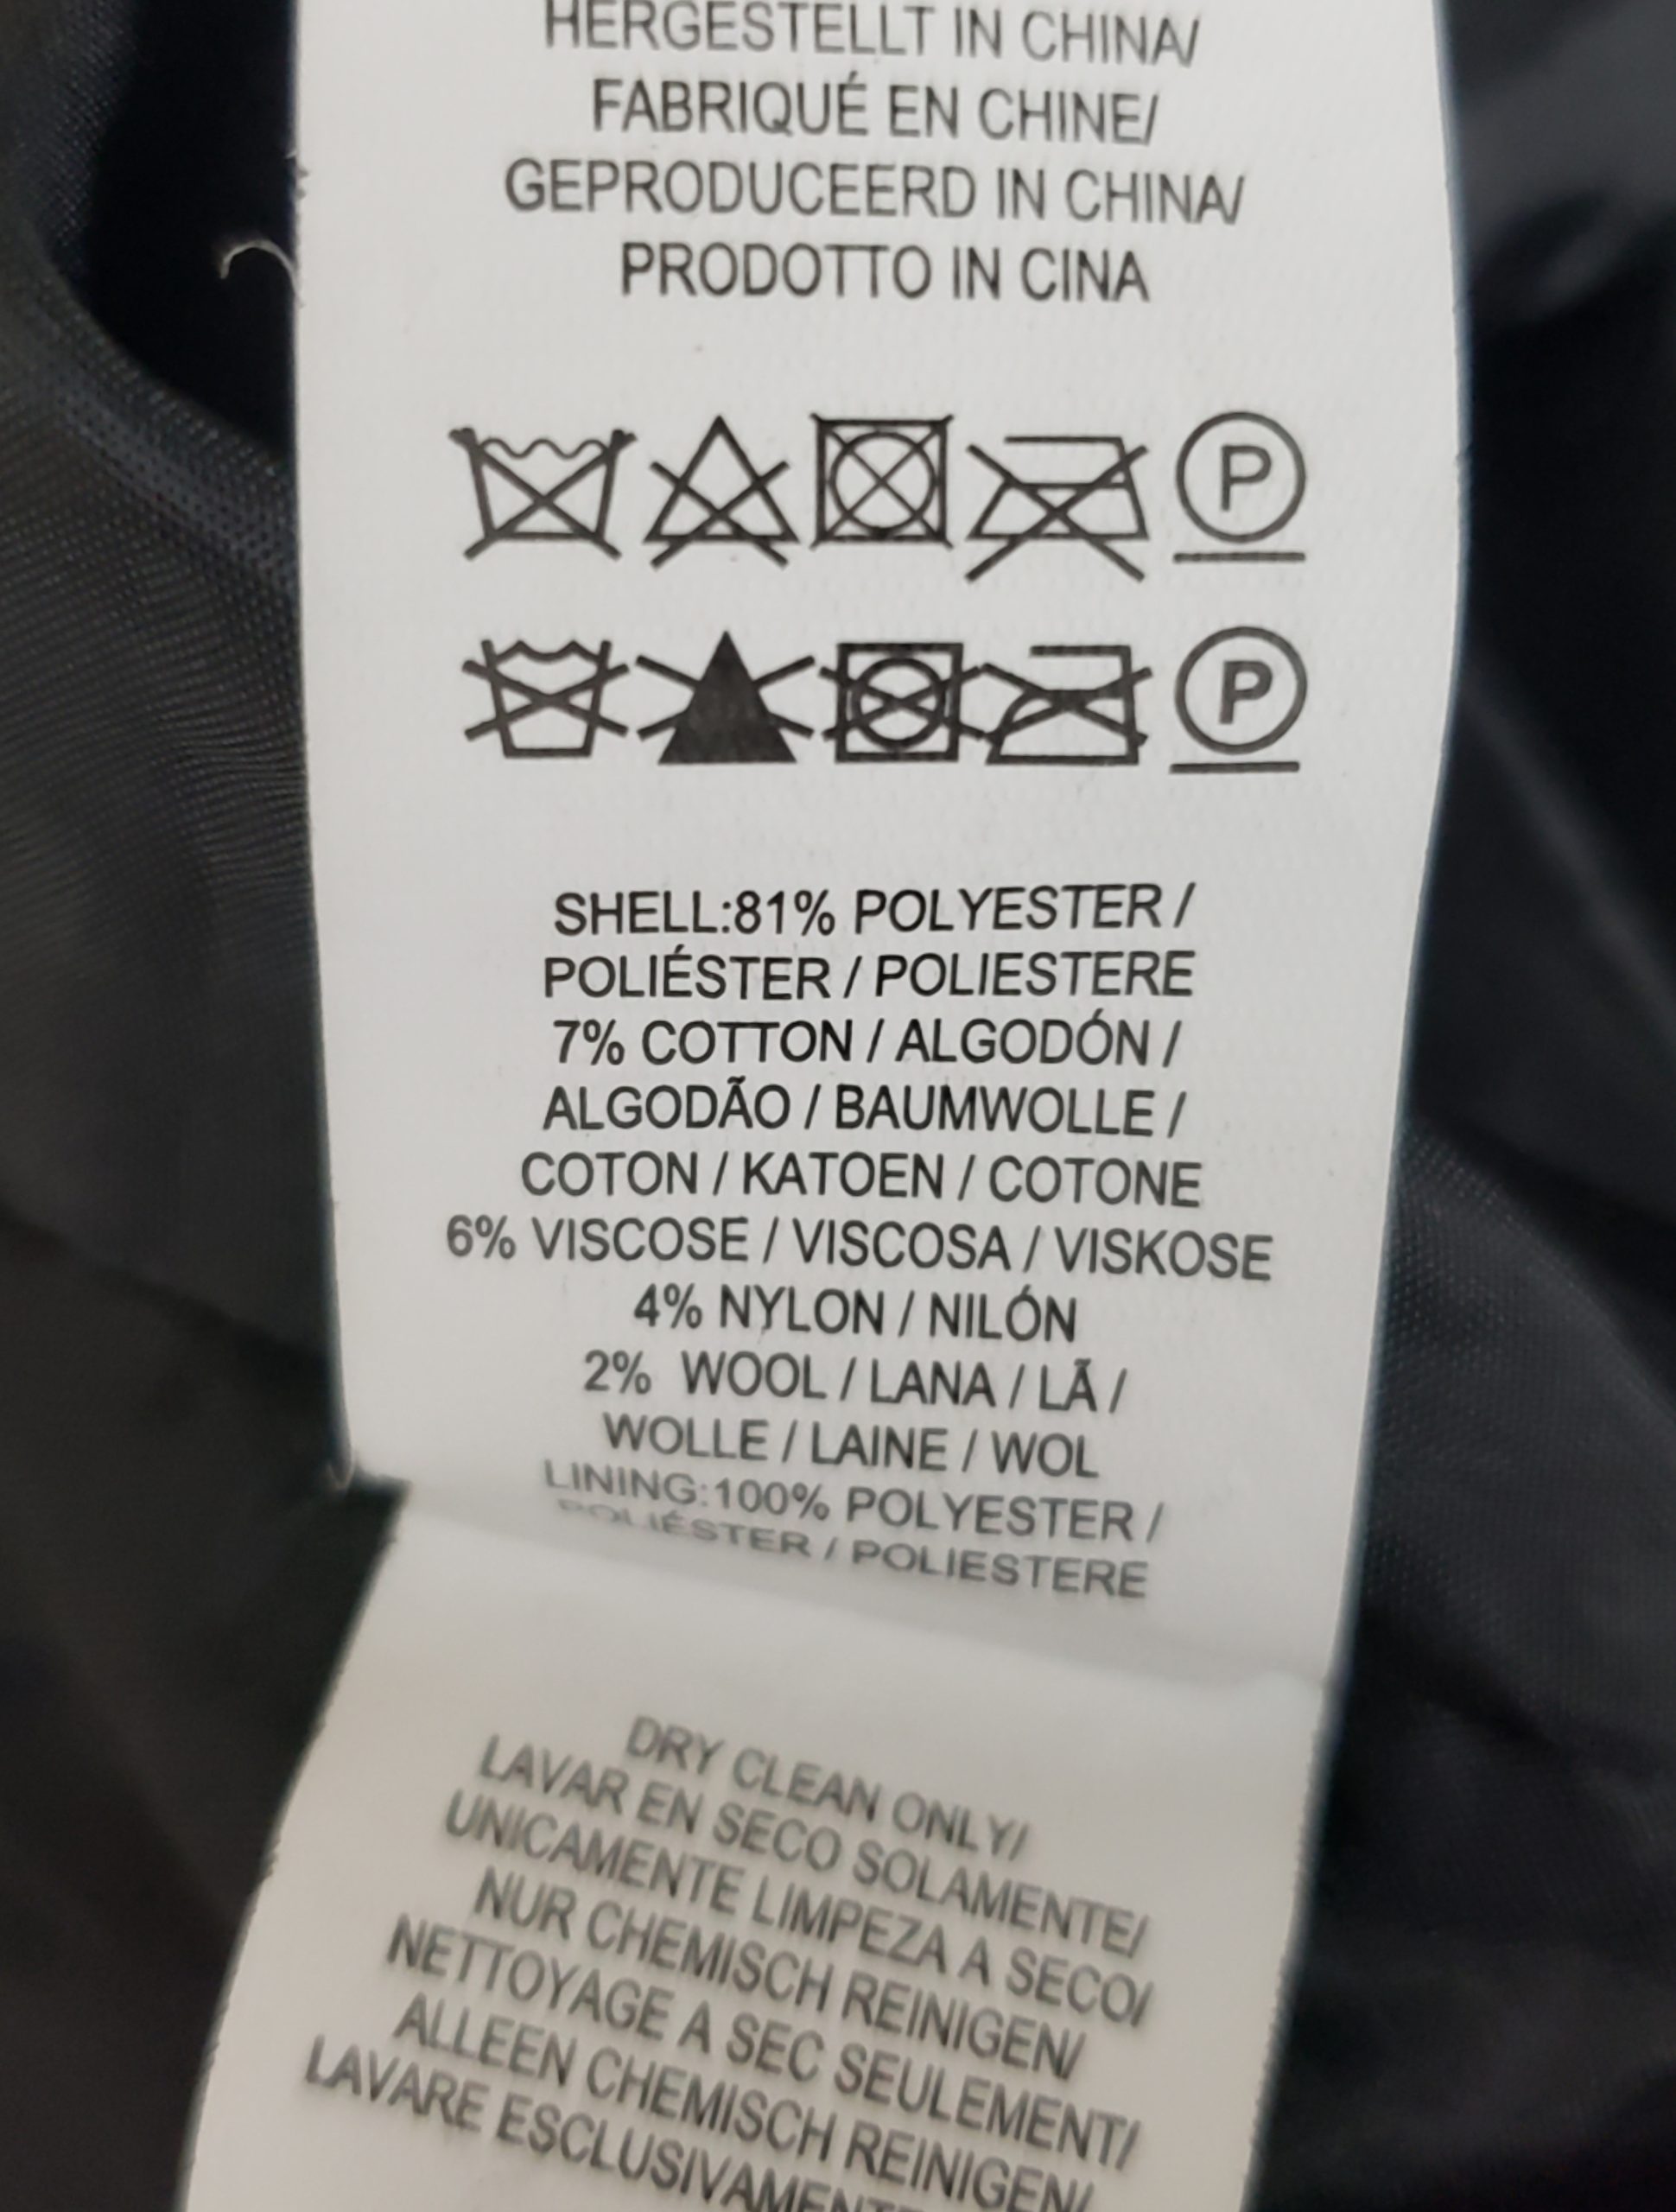 HERGESTELLT IN CHINA/
FABRIQUÉ EN CHINE/
GEPRODUCEERD IN CHINA/
PRODOTTO IN CINA
P
P
SHELL:81% POLYESTER /
POLIÉSTER / POLIESTERE
7% COTTON / ALGODÓN /
ALGODÃO / BAUMWOLLE /
COTON / KATOEN / COTONE
6% VISCOSE / VISCOSA / VISKOSE
4% NYLON / NILÓN
2% WOOL / LANA / LÃ /
WOLLE / LAINE / WOL
LINING:100% POLYESTER /
POLIÉSTER / POLIESTERE
DRY CLEAN ONLY/
LAVAR EN SECO SOLAMENTE/
UNICAMENTE LIMPEZA A SECO/
NUR CHEMISCH REINIGEN/
NETTOYAGE A SEC SEULEMENT/
ALLEEN CHEMISCH REINIGEN/
LAVARE